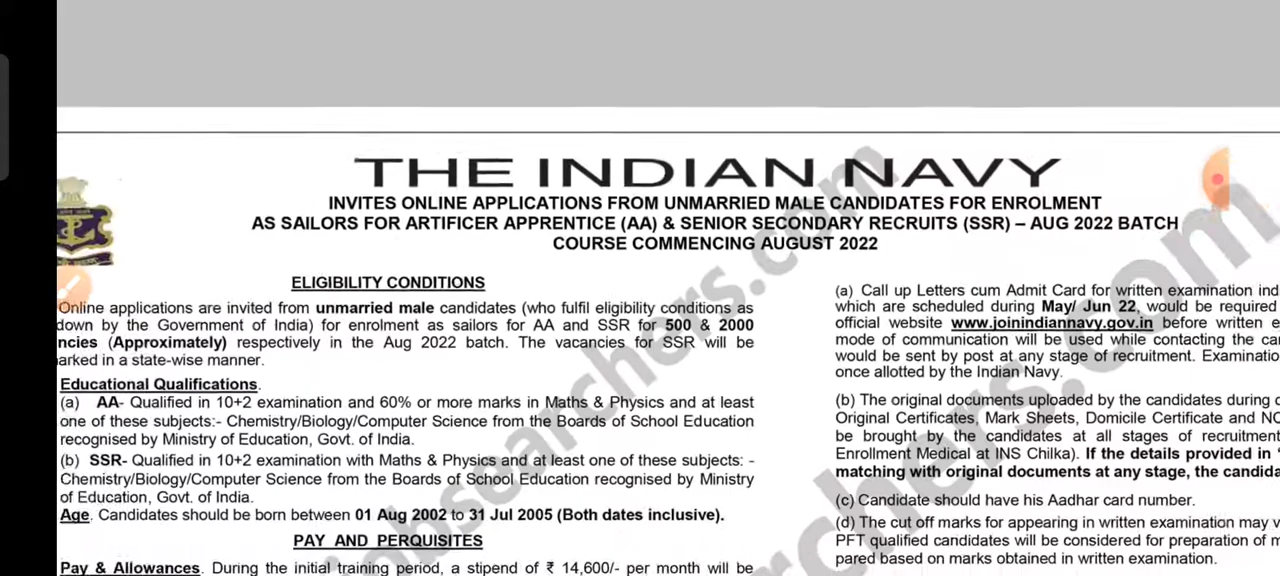 THE INDIAN NAVY
INVITES ONLINE APPLICATIONS FROM UNMARRIED MALE CANDIDATES FOR ENROLMENT
AS SAILORS FOR ARTIFICER APPRENTICE (AA) & SENIOR SECONDARY RECRUITS (SSR) – AUG 2022 BATCH
COURSE COMMENCING AUGUST 2022
ELIGIBILITY CONDITIONS
Online applications are invited from unmarried male candidates (who fulfil eligibility conditions as
down by the Government of India) for enrolment as sailors for AA and SSR for 500 & 2000
ncies (Approximately) respectively in the Aug 2022 batch. The vacancies for SSR will be
arked in a state-wise manner.
Educational Qualifications.
(a) AA- Qualified in 10+2 examination and 60% or more marks in Maths & Physics and at least
one of these subjects:- Chemistry/Biology/Computer Science from the Boards of School Education
recognised by Ministry of Education, Govt. of India.
(b) SSR- Qualified in 10+2 examination with Maths & Physics and at least one of these subjects: -
Chemistry/Biology/Computer Science from the Boards of School Education recognised by Ministry
of Education, Govt. of India.
Age. Candidates should be born between 01 Aug 2002 to 31 Jul 2005 (Both dates inclusive).
PAY AND PERQUISITES
Pay & Allowances. During the initial training period, a stipend of ₹ 14,600/- per month will be
(a) Call up Letters cum Admit Card for written examination ind
which are scheduled during May/ Jun 22, would be required
official website www.joinindiannavy.gov.in before written e
mode of communication will be used while contacting the ca
would be sent by post at any stage of recruitment. Examinatio
once allotted by the Indian Navy.
(b) The original documents uploaded by the candidates during
Original Certificates, Mark Sheets, Domicile Certificate and NC
be brought by the candidates at all stages of recruitment
Enrollment Medical at INS Chilka). If the details provided in
matching with original documents at any stage, the candida
(c) Candidate should have his Aadhar card number.
(d) The cut off marks for appearing in written examination may v
PFT qualified candidates will be considered for preparation of m
pared based on marks obtained in written examination.